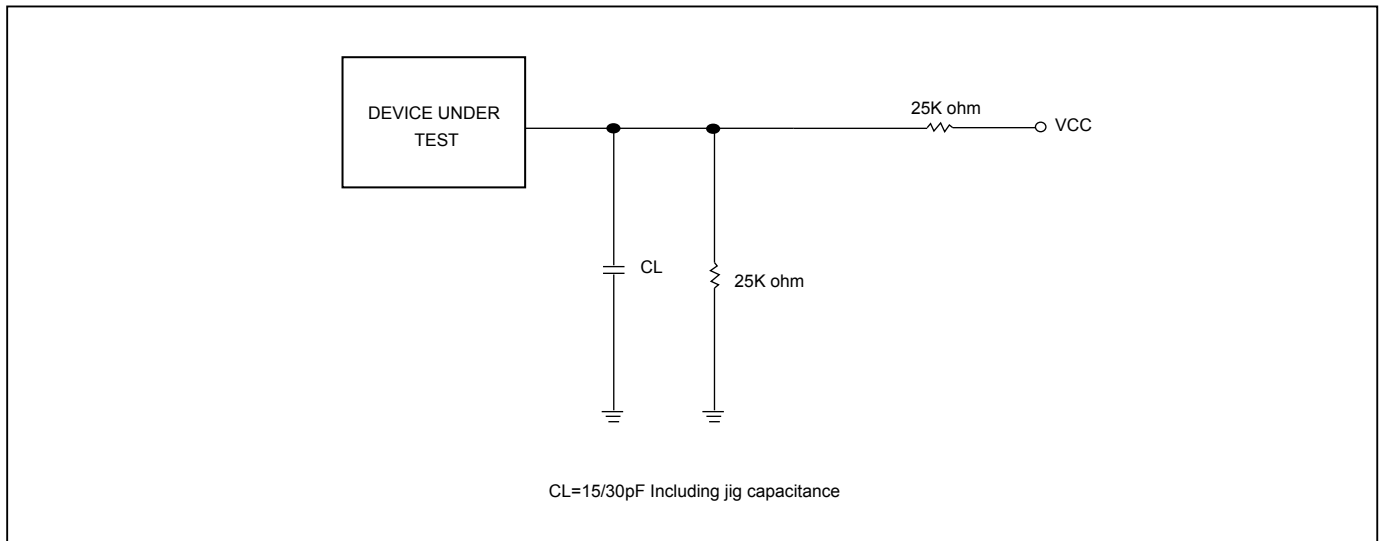 DEVICE UNDER
TEST
25K ohm
VCC
CL
25K ohm
CL=15/30pF Including jig capacitance